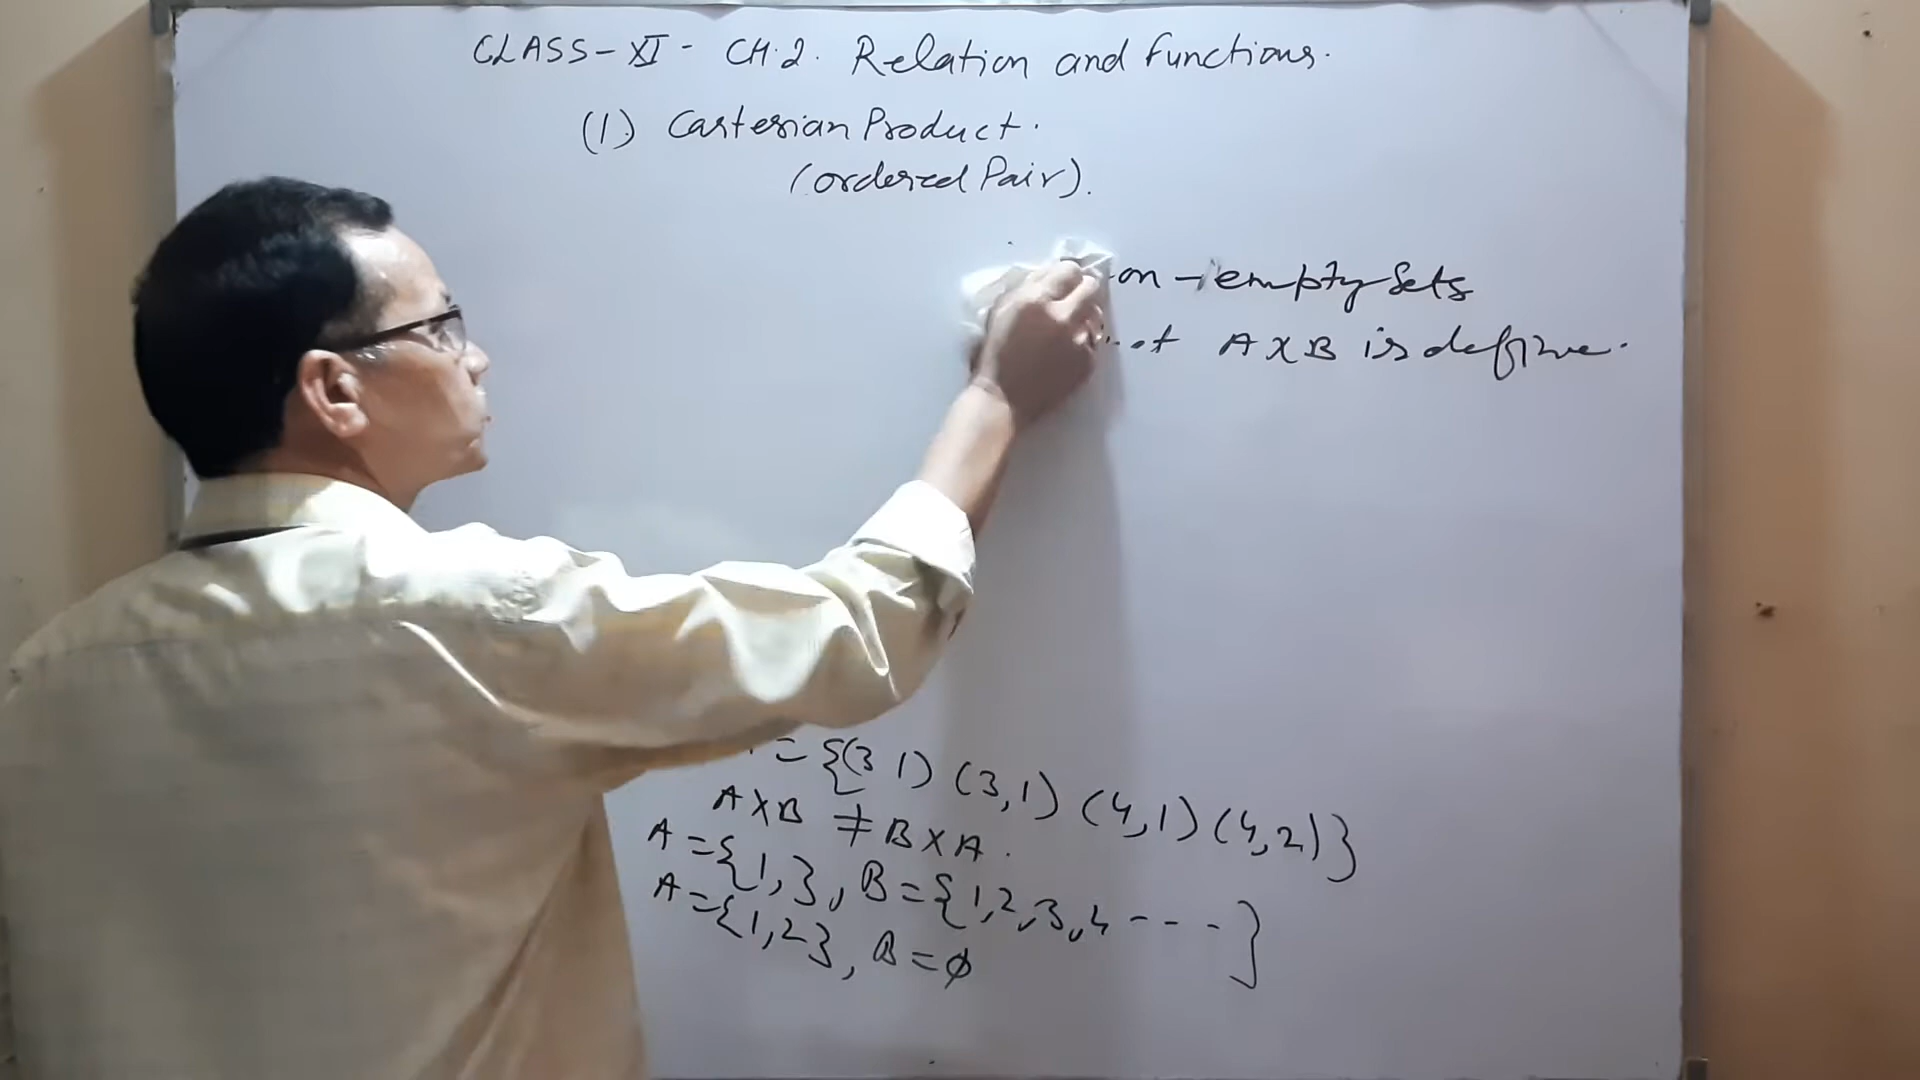 CLASS-XI - CH.2. Relation and functions.
(1) Cartesian Product.
(ordered Pair).
on-empty Sets
A X B is define.
= {(3 1) (3,1) (4,1) (4,2)}
A X B ≠ B X A.
A = {1, 3, B = {1,2,3,4 ----}
A = {1,2}, B = ϕ